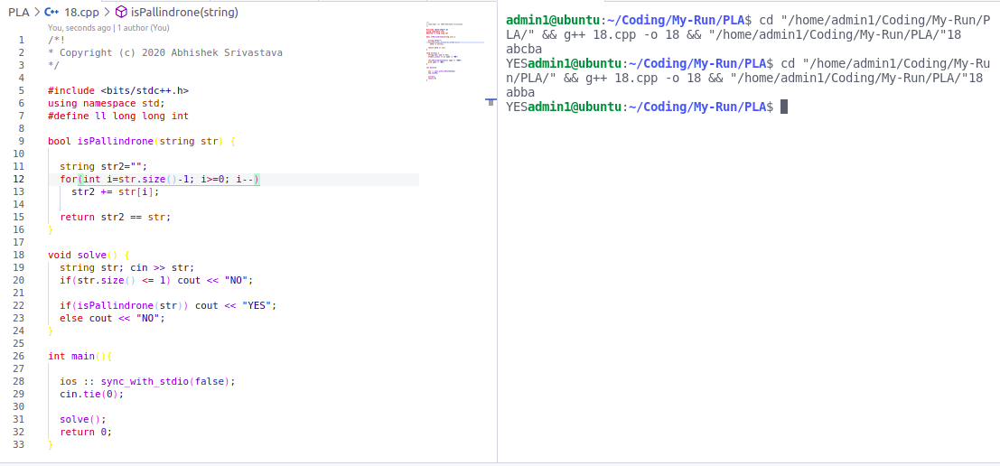 PLA > C++ 18.cpp > isPallindrone(string)
You, seconds ago | 1 author (You)
1 /*!
2 * Copyright (c) 2020 Abhishek Srivastava
3 */
4
5 #include <bits/stdc++.h>
6 using namespace std;
7 #define ll long long int
8
9 bool isPallindrone(string str) {
10
11 string str2="";
12 for(int i=str.size()-1; i>=0; i--)
13 str2 += str[i];
14
15 return str2 == str;
16 }
17
18 void solve() {
19 string str; cin >> str;
20 if(str.size() <= 1) cout << "NO";
21
22 if(isPallindrone(str)) cout << "YES";
23 else cout << "NO";
24 }
25
26 int main(){
27
28 ios :: sync_with_stdio(false);
29 cin.tie(0);
30
31 solve();
32 return 0;
33 }
admin1@ubuntu:~/Coding/My-Run/PLA$ cd "/home/admin1/Coding/My-Run/P
LA/" && g++ 18.cpp -o 18 && "/home/admin1/Coding/My-Run/PLA/"18
abcba
YESadmin1@ubuntu:~/Coding/My-Run/PLA$ cd "/home/admin1/Coding/My-Ru
n/PLA/" && g++ 18.cpp -o 18 && "/home/admin1/Coding/My-Run/PLA/"18
abba
YESadmin1@ubuntu:~/Coding/My-Run/PLA$